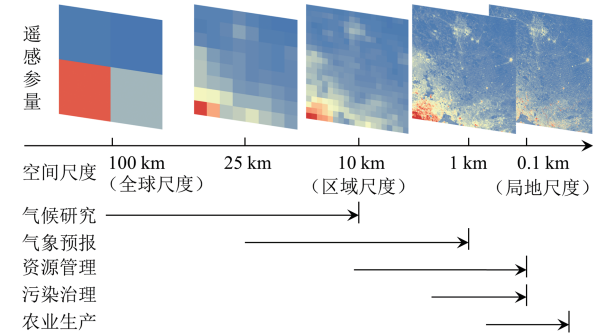 遥感参量
空间尺度
100 km 25 km 10 km 1 km 0.1 km
（全球尺度） （区域尺度） （局地尺度）
气候研究
气象预报
资源管理
污染治理
农业生产